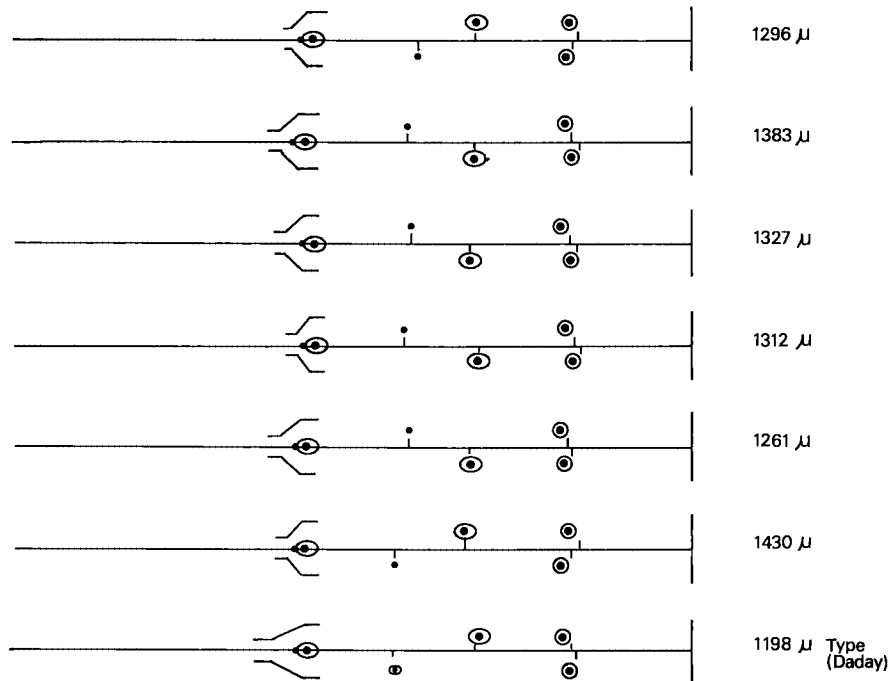 1296 µ
1383 µ
1327 µ
1312 µ
1261 µ
1430 µ
1198 µ Type
(Daday)